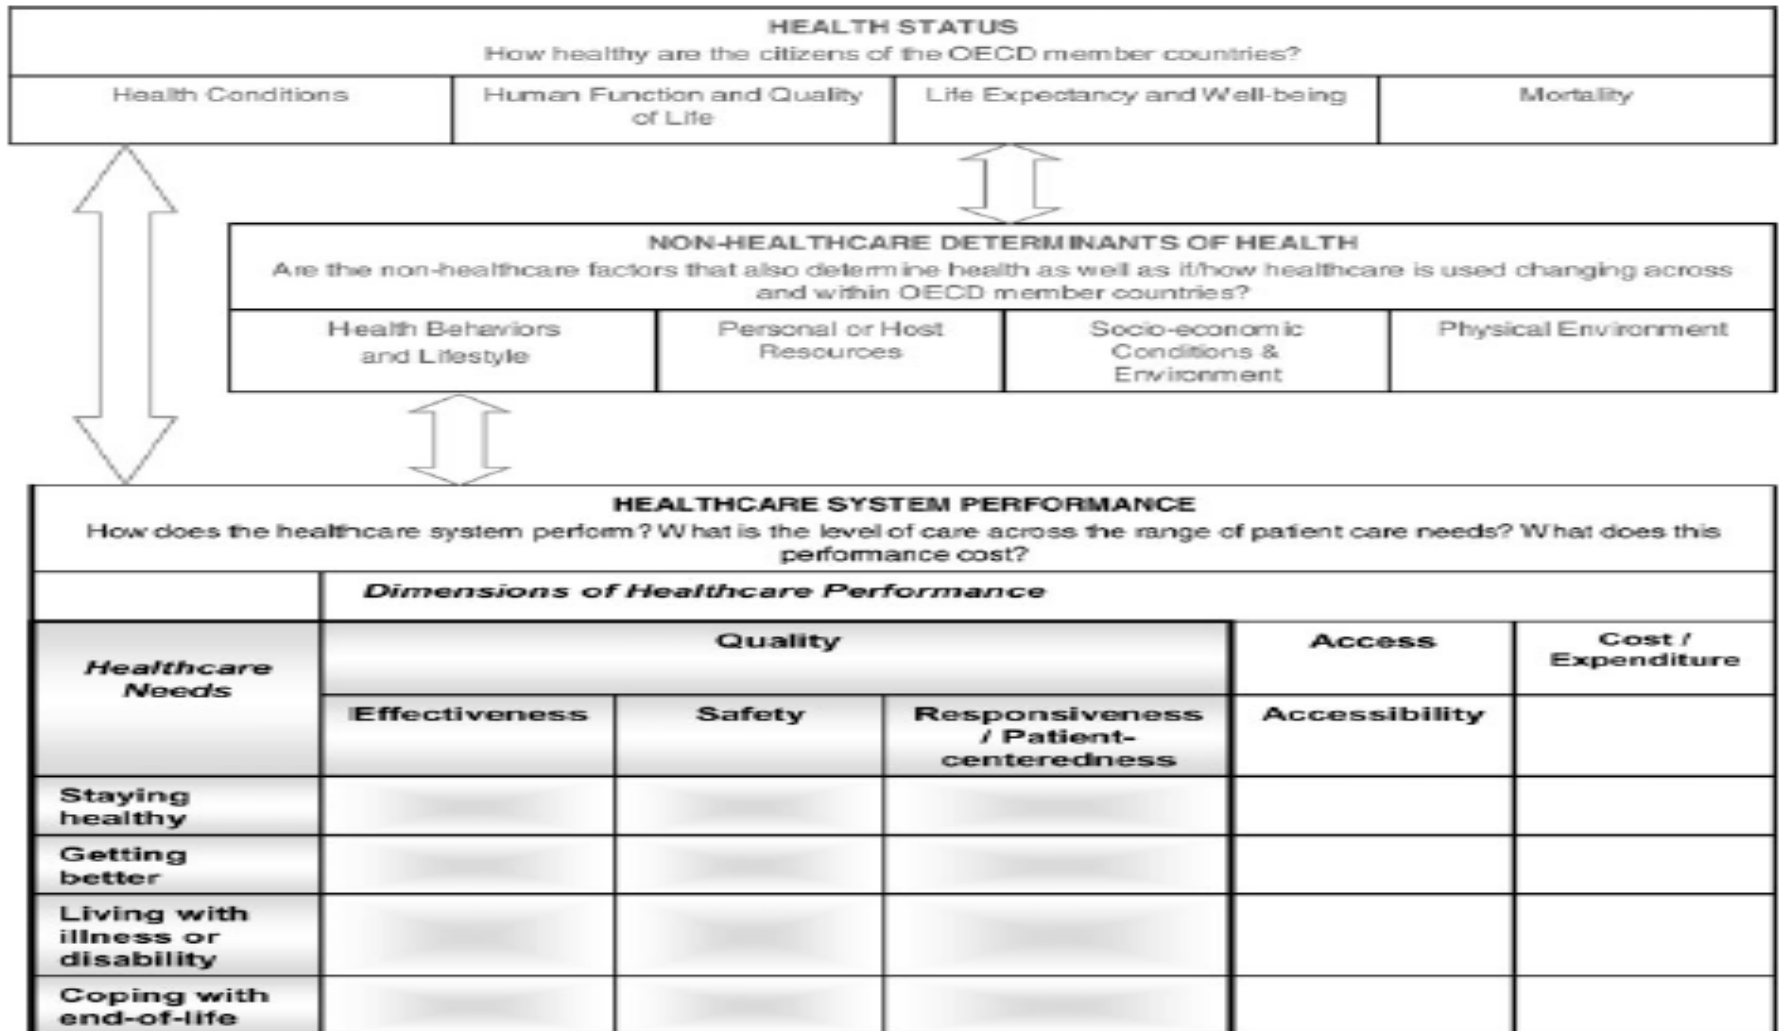 HEALTH STATUS
How healthy are the citizens of the OECD member countries?
Health Conditions
Human Function and Quality
of Life
Life Expectancy and Well-being
Mortality
NON-HEALTHCARE DETERMINANTS OF HEALTH
Are the non-healthcare factors that also determine health as well as if/how healthcare is used changing across
and within OECD member countries?
Health Behaviors
and Lifestyle
Personal or Host
Resources
Socio-economic
Conditions &
Environment
Physical Environment
HEALTHCARE SYSTEM PERFORMANCE
How does the healthcare system perform? What is the level of care across the range of patient care needs? What does this
performance cost?
Dimensions of Healthcare Performance
Healthcare
Needs
Quality
Access
Cost /
Expenditure
Effectiveness
Safety
Responsiveness
/ Patient-
centeredness
Accessibility
Staying
healthy
Getting
better
Living with
illness or
disability
Coping with
end-of-life